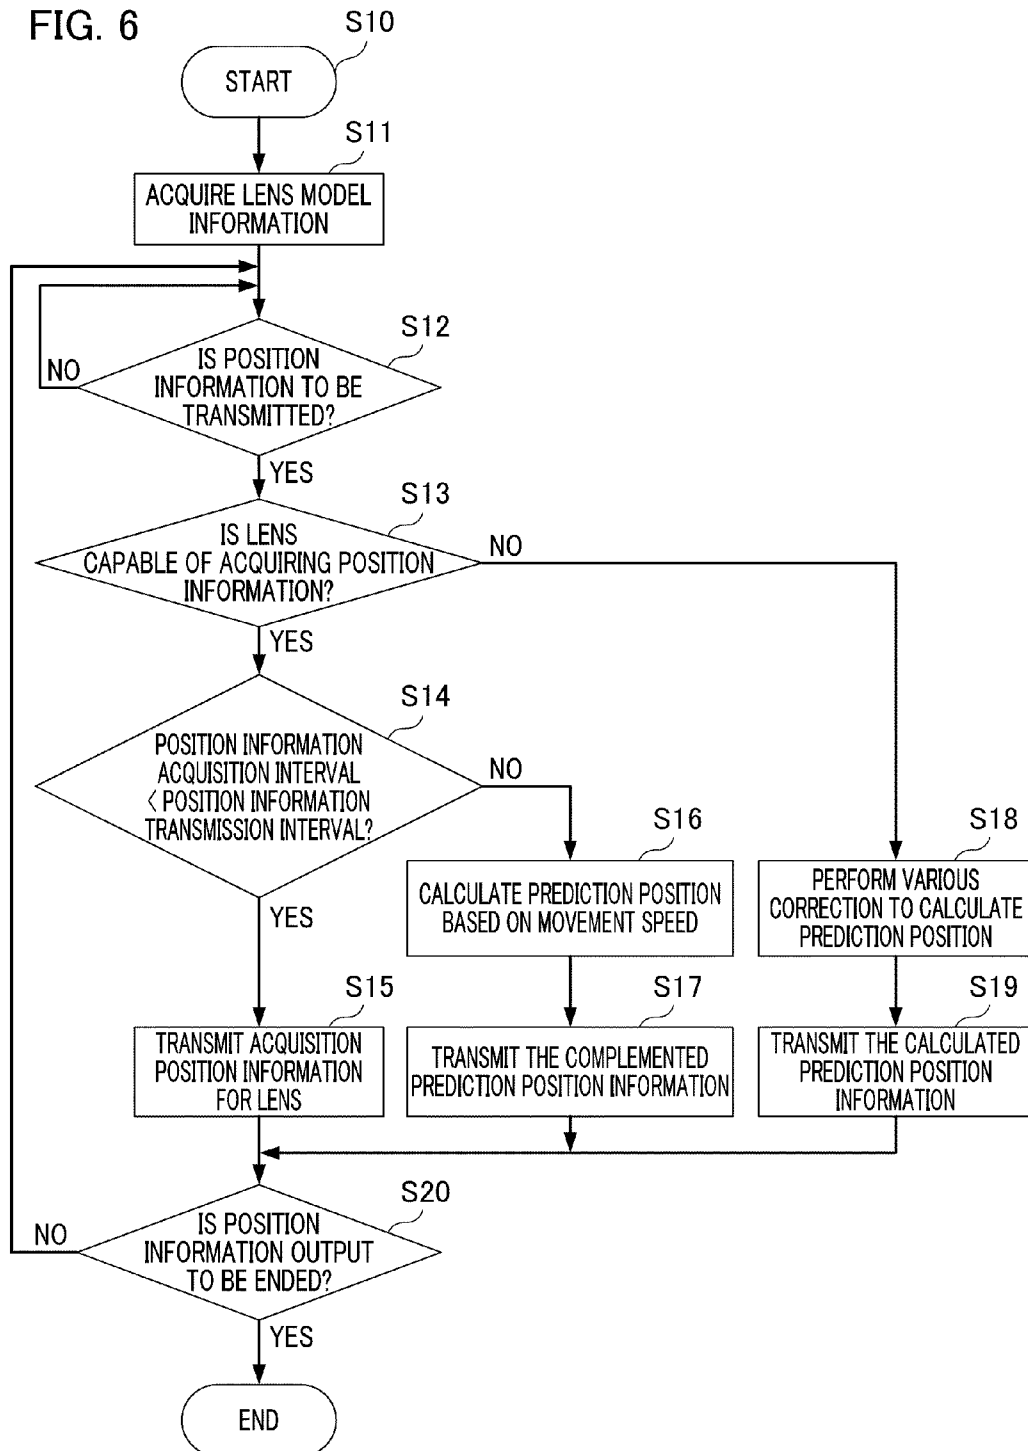 FIG. 6
S10
START
S11
ACQUIRE LENS MODEL
INFORMATION
S12
IS POSITION
INFORMATION TO BE
TRANSMITTED?
NO
YES
S13
IS LENS
CAPABLE OF ACQUIRING POSITION
INFORMATION?
NO
YES
S14
POSITION INFORMATION
ACQUISITION INTERVAL
< POSITION INFORMATION
TRANSMISSION INTERVAL?
NO
YES
S16
CALCULATE PREDICTION POSITION
BASED ON MOVEMENT SPEED
S18
PERFORM VARIOUS
CORRECTION TO CALCULATE
PREDICTION POSITION
S15
TRANSMIT ACQUISITION
POSITION INFORMATION
FOR LENS
S17
TRANSMIT THE COMPLEMENTED
PREDICTION POSITION INFORMATION
S19
TRANSMIT THE CALCULATED
PREDICTION POSITION
INFORMATION
S20
IS POSITION
INFORMATION OUTPUT
TO BE ENDED?
NO
YES
END